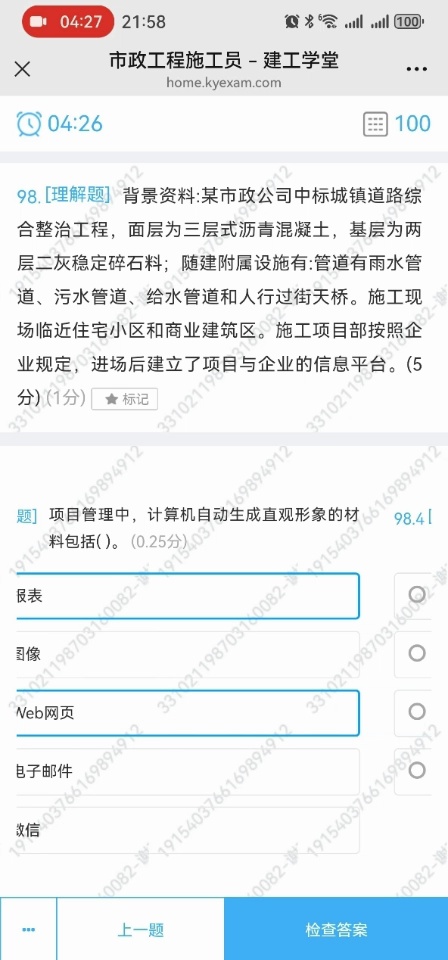 04:27 21:58 6 100
市政工程施工员 – 建工学堂
home.kyexam.com
04:26 100
98. [理解题] 背景资料:某市政公司中标城镇道路综
合整治工程，面层为三层式沥青混凝土，基层为两
层二灰稳定碎石料；随建附属设施有:管道有雨水管
道、污水管道、给水管道和人行过街天桥。施工现
场临近住宅小区和商业建筑区。施工项目部按照企
业规定，进场后建立了项目与企业的信息平台。(5
分) (1分) 标记
题] 项目管理中，计算机自动生成直观形象的材
料包括( )。 (0.25分)
98.4 [
报表
图像
Web网页
电子邮件
微信
上一题 检查答案
1915403766169894912
331021198703160082-谢